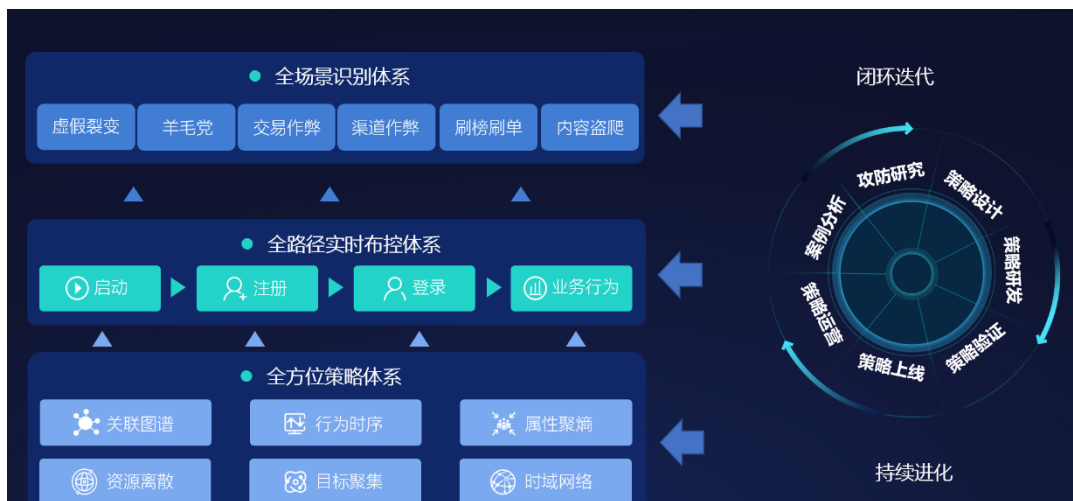 全场景识别体系
虚假裂变 羊毛党 交易作弊 渠道作弊 刷榜刷单 内容盗爬
全路径实时布控体系
启动 注册 登录 业务行为
全方位策略体系
关联图谱 行为时序 属性聚熵
资源离散 目标聚集 时域网络
闭环迭代
攻防研究
策略设计
策略研发
策略验证
策略上线
策略运营
案例分析
持续进化